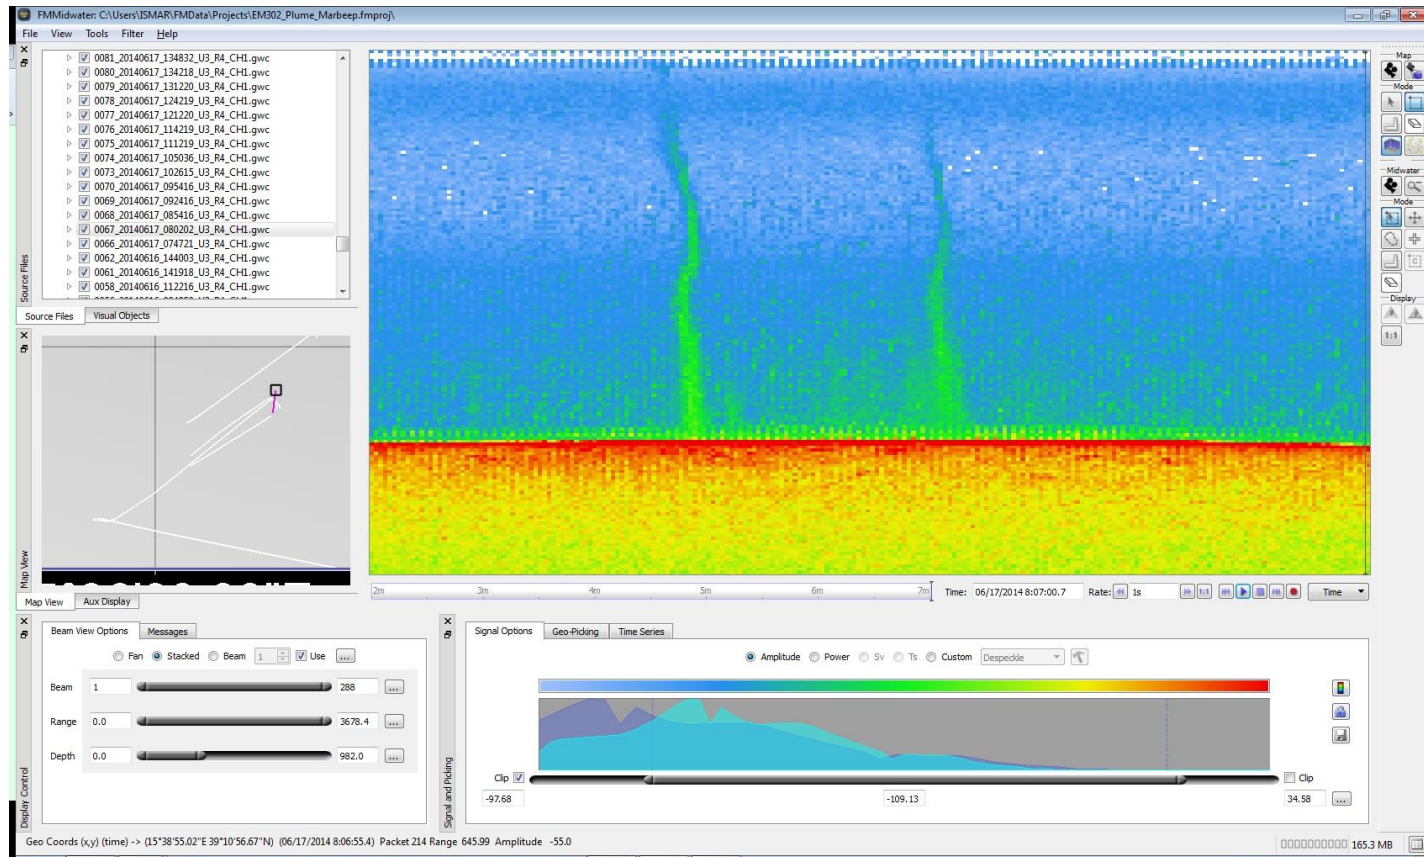 FMMidwater: C:\Users\ISMAR\FMData\Projects\EM302_Plume_Marbeep.fmproj\
File View Tools Filter Help
0081_20140617_134832_U3_R4_CH1.gwc
0080_20140617_134218_U3_R4_CH1.gwc
0079_20140617_131220_U3_R4_CH1.gwc
0078_20140617_124219_U3_R4_CH1.gwc
0077_20140617_121220_U3_R4_CH1.gwc
0076_20140617_114219_U3_R4_CH1.gwc
0075_20140617_111219_U3_R4_CH1.gwc
0074_20140617_105036_U3_R4_CH1.gwc
0073_20140617_102615_U3_R4_CH1.gwc
0070_20140617_095416_U3_R4_CH1.gwc
0069_20140617_092416_U3_R4_CH1.gwc
0068_20140617_085416_U3_R4_CH1.gwc
0067_20140617_080202_U3_R4_CH1.gwc
0066_20140617_074721_U3_R4_CH1.gwc
0062_20140616_144003_U3_R4_CH1.gwc
0061_20140616_141918_U3_R4_CH1.gwc
0058_20140616_112216_U3_R4_CH1.gwc
Source Files
Source Files Visual Objects
Map View
Map View Aux Display
Map
Mode
Midwater
Mode
Display
1:1
2m 3m 4m 5m 6m 7m Time: 06/17/2014 8:07:00.7 Rate: 1s 1:1 Time
Beam View Options Messages
Fan Stacked Beam 1 Use ...
Beam 1 288 ...
Range 0.0 3678.4 ...
Depth 0.0 982.0 ...
Display Control
Signal Options Geo-Picking Time Series
Amplitude Power Sv Ts Custom Despeckle
Clip Clip
-97.68 -109.13 34.58 ...
Signal and Picking
Geo Coords (x,y) (time) -> (15°38'55.02"E 39°10'56.67"N) (06/17/2014 8:06:55.4) Packet 214 Range 645.99 Amplitude -55.0
165.3 MB